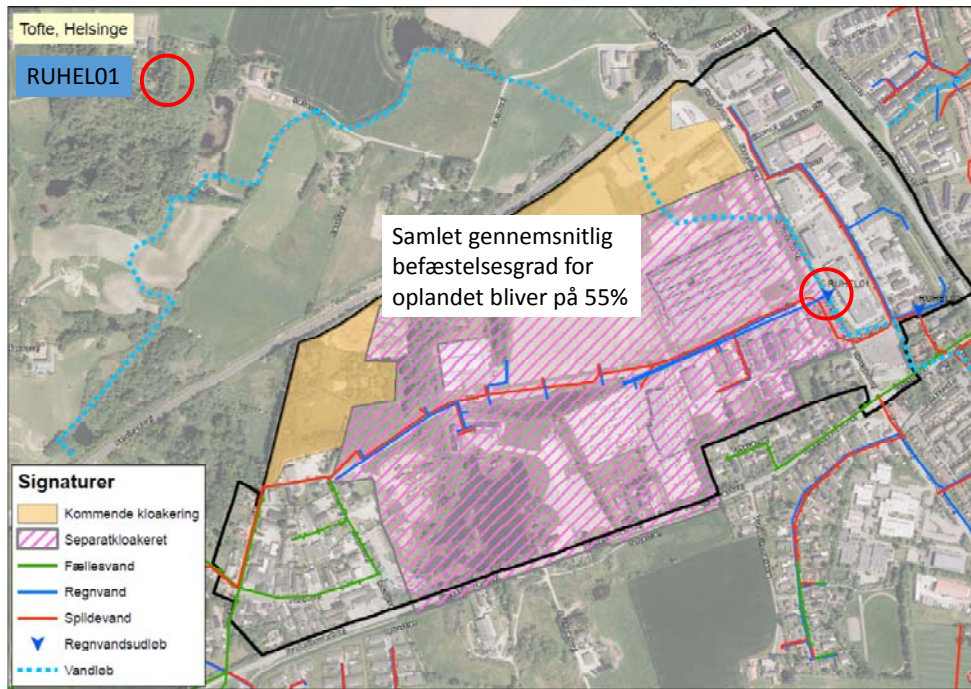 Tofte, Helsinge
RUHEL01
Samlet gennemsnitlig
befæstelsesgrad for
oplandet bliver på 55%
RUHEL01
Signaturer
Kommende kloakering
Separatkloakeret
Fællesvand
Regnvand
Spildevand
Regnvandsudløb
Vandløb